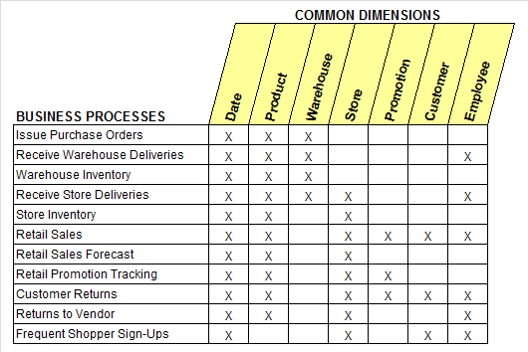 COMMON DIMENSIONS
BUSINESS PROCESSES Date Product Warehouse Store Promotion Customer Employee
Issue Purchase Orders X X X
Receive Warehouse Deliveries X X X X
Warehouse Inventory X X X
Receive Store Deliveries X X X X X
Store Inventory X X X
Retail Sales X X X X X X
Retail Sales Forecast X X X
Retail Promotion Tracking X X X X
Customer Returns X X X X X X
Returns to Vendor X X X X
Frequent Shopper Sign-Ups X X X X